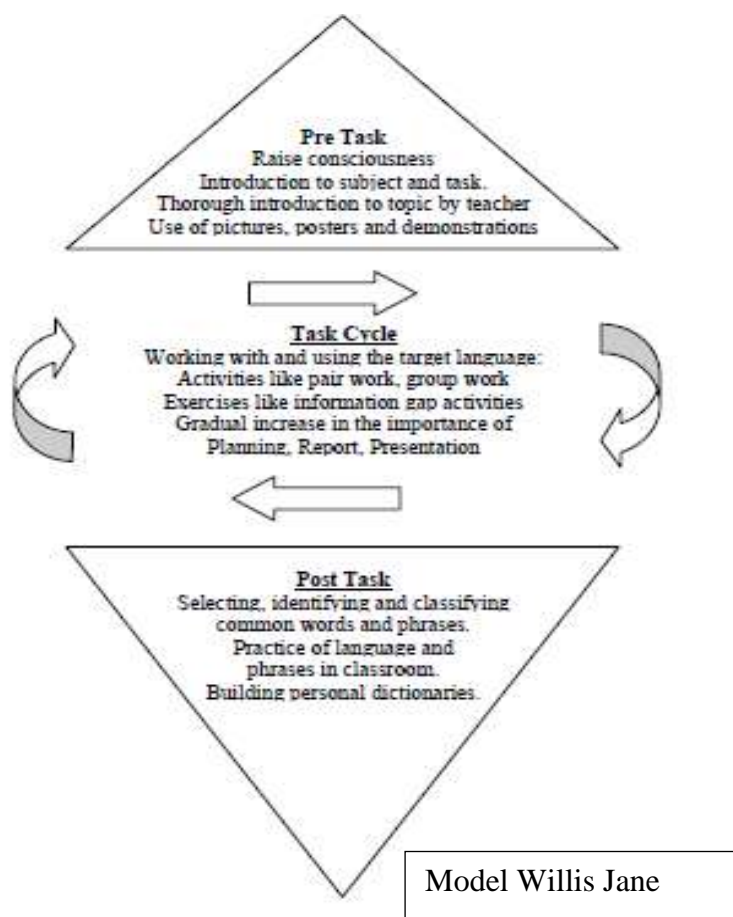 Pre Task
Raise consciousness
Introduction to subject and task.
Thorough introduction to topic by teacher
Use of pictures, posters and demonstrations
Task Cycle
Working with and using the target language:
Activities like pair work, group work
Exercises like information gap activities
Gradual increase in the importance of
Planning, Report, Presentation
Post Task
Selecting, identifying and classifying
common words and phrases.
Practice of language and
phrases in classroom.
Building personal dictionaries.
Model Willis Jane